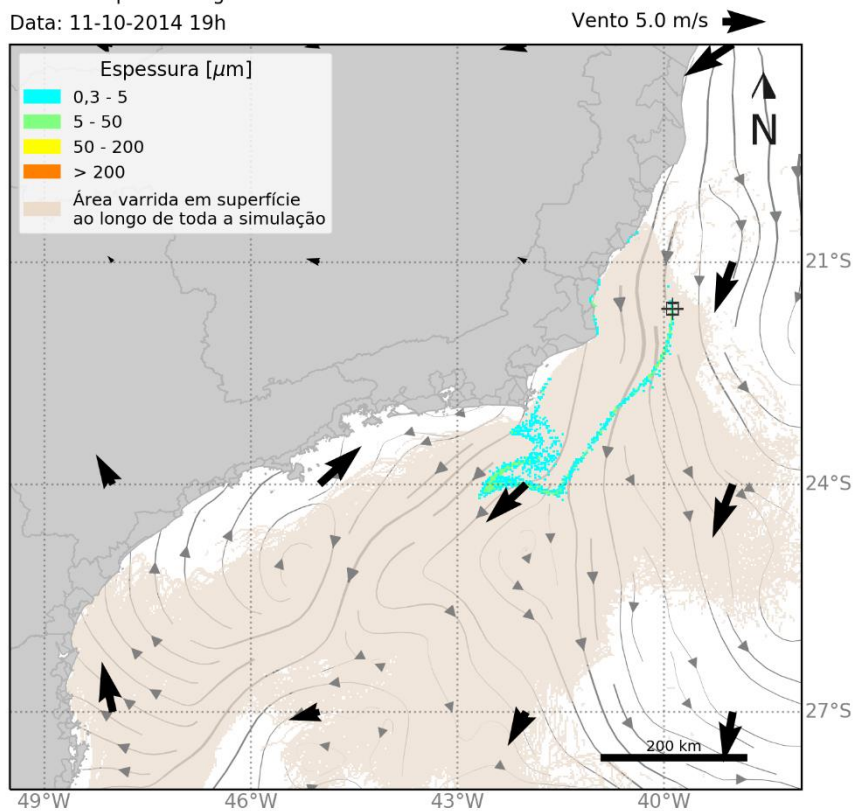 Data: 11-10-2014 19h
Vento 5.0 m/s
Espessura [μm]
0,3 - 5
5 - 50
50 - 200
> 200
Área varrida em superfície
ao longo de toda a simulação
N
21°S
24°S
27°S
200 km
49°W
46°W
43°W
40°W